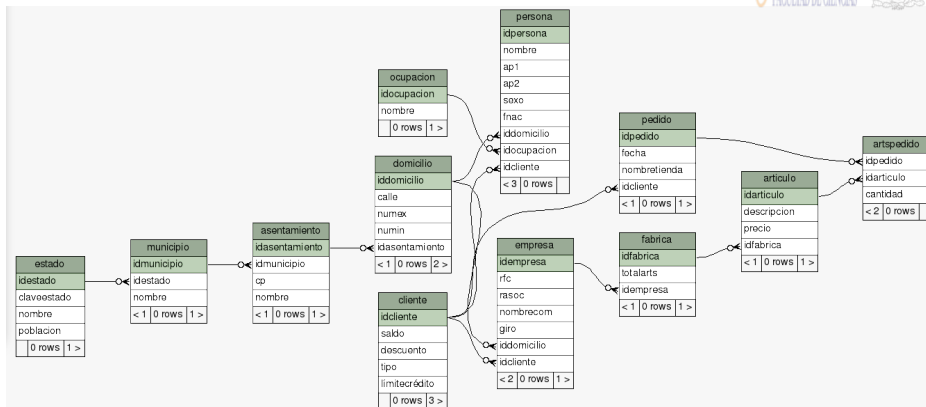 FACULTAD DE CIENCIAS
persona
idpersona
nombre
ap1
ap2
sexo
fnac
iddomicilio
idocupacion
idcliente
< 3 0 rows
ocupacion
idocupacion
nombre
0 rows 1 >
domicilio
iddomicilio
calle
numex
numin
idasentamiento
< 1 0 rows 2 >
asentamiento
idasentamiento
idmunicipio
cp
nombre
< 1 0 rows 1 >
municipio
idmunicipio
idestado
nombre
< 1 0 rows 1 >
estado
idestado
claveestado
nombre
poblacion
0 rows 1 >
cliente
idcliente
saldo
descuento
tipo
limitecrédito
0 rows 3 >
empresa
idempresa
rfc
rasoc
nombrecom
giro
iddomicilio
idcliente
< 2 0 rows 1 >
pedido
idpedido
fecha
nombretienda
idcliente
< 1 0 rows 1 >
fabrica
idfabrica
totalarts
idempresa
< 1 0 rows 1 >
articulo
idarticulo
descripcion
precio
idfabrica
< 1 0 rows 1 >
artspedido
idpedido
idarticulo
cantidad
< 2 0 rows